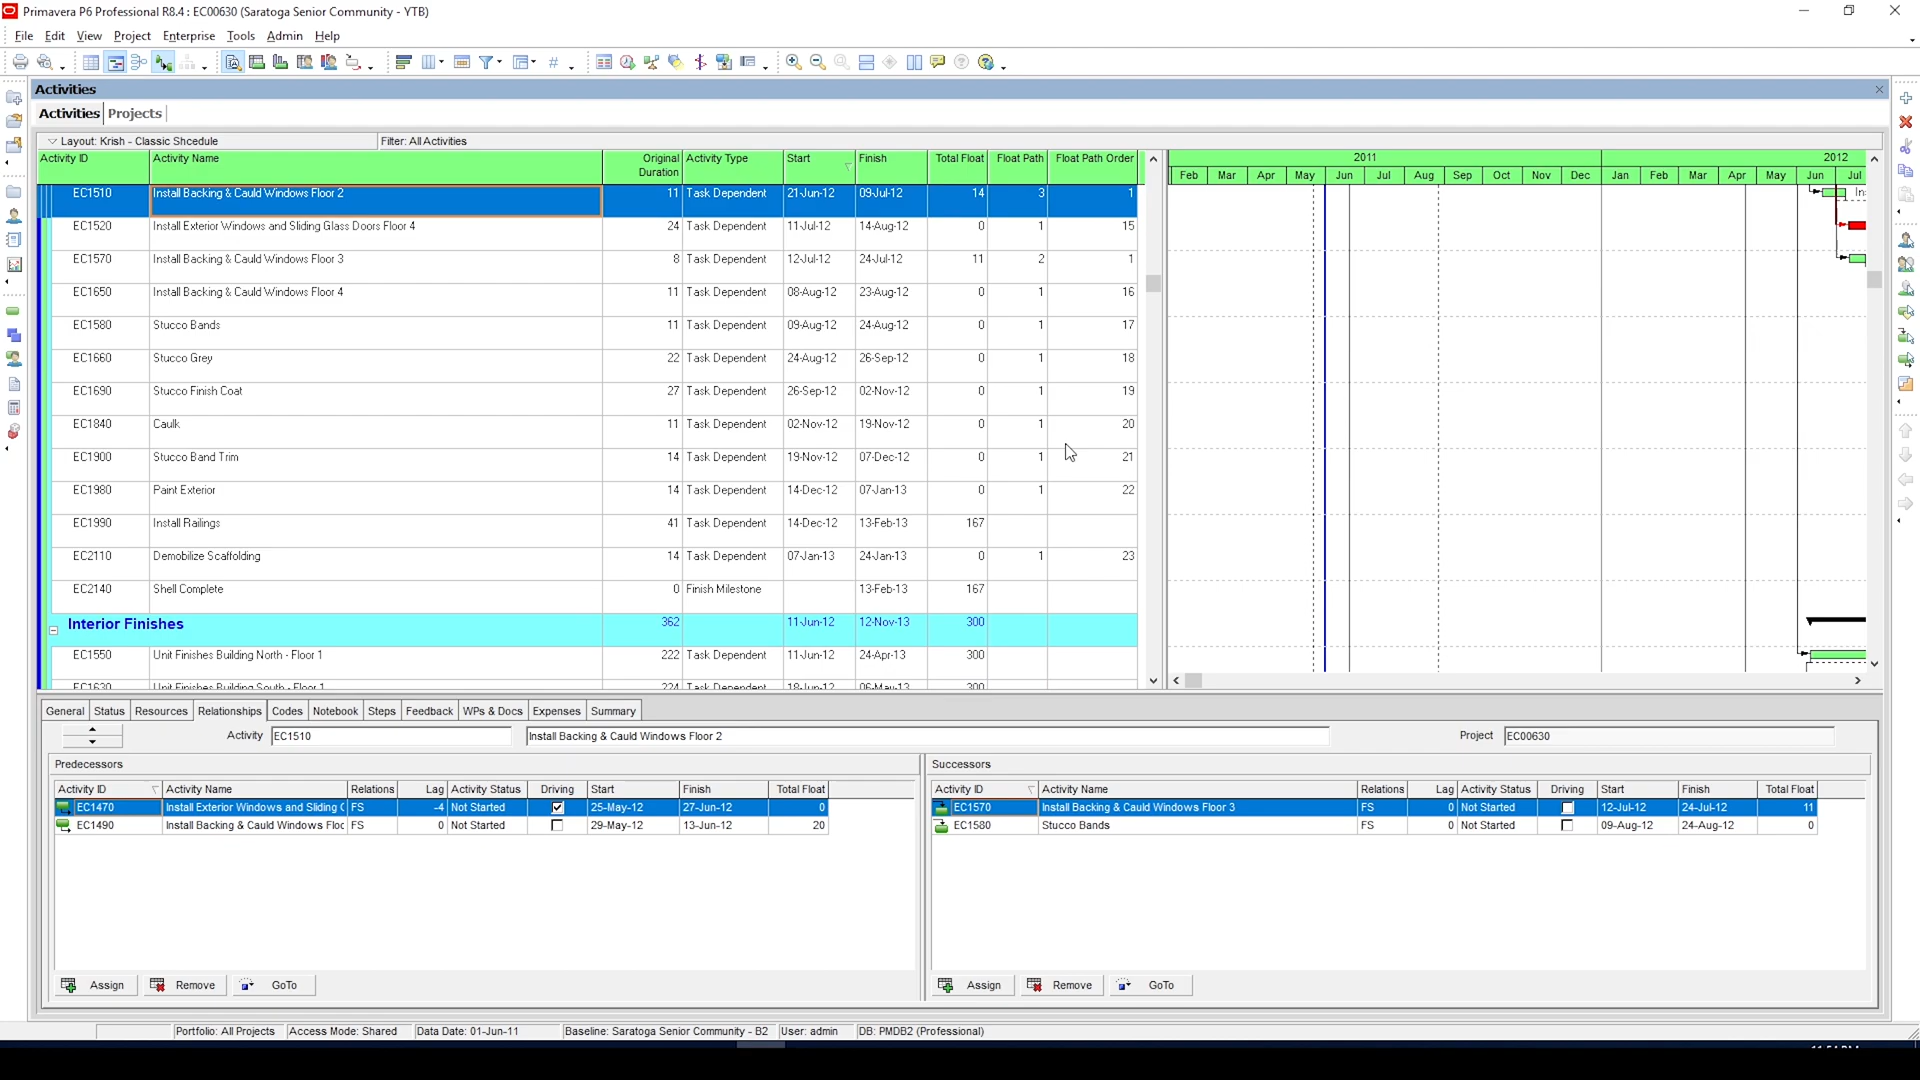 Primavera P6 Professional R8.4 : EC00630 (Saratoga Senior Community - YTB)
File Edit View Project Enterprise Tools Admin Help
Activities
Activities Projects
Layout: Krish - Classic Shcedule Filter: All Activities
Activity ID Activity Name Original Duration Activity Type Start Finish Total Float Float Path Float Path Order
2011 2012
Feb Mar Apr May Jun Jul Aug Sep Oct Nov Dec Jan Feb Mar Apr May Jun Jul
EC1510 Install Backing & Cauld Windows Floor 2 11 Task Dependent 21-Jun-12 09-Jul-12 14 3 1
EC1520 Install Exterior Windows and Sliding Glass Doors Floor 4 24 Task Dependent 11-Jul-12 14-Aug-12 0 1 15
EC1570 Install Backing & Cauld Windows Floor 3 8 Task Dependent 12-Jul-12 24-Jul-12 11 2 1
EC1650 Install Backing & Cauld Windows Floor 4 11 Task Dependent 08-Aug-12 23-Aug-12 0 1 16
EC1580 Stucco Bands 11 Task Dependent 09-Aug-12 24-Aug-12 0 1 17
EC1660 Stucco Grey 22 Task Dependent 24-Aug-12 26-Sep-12 0 1 18
EC1690 Stucco Finish Coat 27 Task Dependent 26-Sep-12 02-Nov-12 0 1 19
EC1840 Caulk 11 Task Dependent 02-Nov-12 19-Nov-12 0 1 20
EC1900 Stucco Band Trim 14 Task Dependent 19-Nov-12 07-Dec-12 0 1 21
EC1980 Paint Exterior 14 Task Dependent 14-Dec-12 07-Jan-13 0 1 22
EC1990 Install Railings 41 Task Dependent 14-Dec-12 13-Feb-13 167
EC2110 Demobilize Scaffolding 14 Task Dependent 07-Jan-13 24-Jan-13 0 1 23
EC2140 Shell Complete 0 Finish Milestone 13-Feb-13 167
Interior Finishes 362 11-Jun-12 12-Nov-13 300
EC1550 Unit Finishes Building North - Floor 1 222 Task Dependent 11-Jun-12 24-Apr-13 300
EC1630 Unit Finishes Building South - Floor 1 224 Task Dependent 18-Jun-12 06-May-13 300
General Status Resources Relationships Codes Notebook Steps Feedback WPs & Docs Expenses Summary
Activity EC1510 Install Backing & Cauld Windows Floor 2 Project EC00630
Predecessors
Activity ID Activity Name Relations Lag Activity Status Driving Start Finish Total Float
EC1470 Install Exterior Windows and Sliding G FS -4 Not Started 25-May-12 27-Jun-12 0
EC1490 Install Backing & Cauld Windows Floo FS 0 Not Started 29-May-12 13-Jun-12 20
Assign Remove GoTo
Successors
Activity ID Activity Name Relations Lag Activity Status Driving Start Finish Total Float
EC1570 Install Backing & Cauld Windows Floor 3 FS 0 Not Started 12-Jul-12 24-Jul-12 11
EC1580 Stucco Bands FS 0 Not Started 09-Aug-12 24-Aug-12 0
Assign Remove GoTo
Portfolio: All Projects Access Mode: Shared Data Date: 01-Jun-11 Baseline: Saratoga Senior Community - B2 User: admin DB: PMDB2 (Professional)